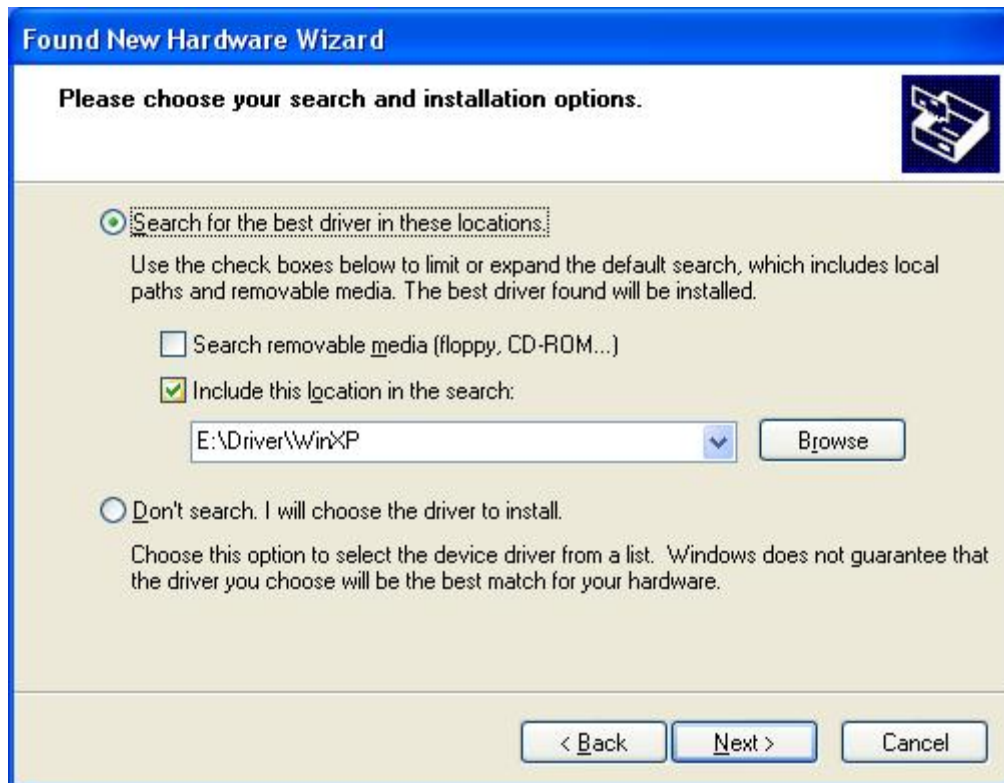 Found New Hardware Wizard
Please choose your search and installation options.
Search for the best driver in these locations.
Use the check boxes below to limit or expand the default search, which includes local
paths and removable media. The best driver found will be installed.
Search removable media (floppy, CD-ROM...)
Include this location in the search:
E:\Driver\WinXP
Browse
Don't search. I will choose the driver to install.
Choose this option to select the device driver from a list. Windows does not guarantee that
the driver you choose will be the best match for your hardware.
< Back
Next >
Cancel